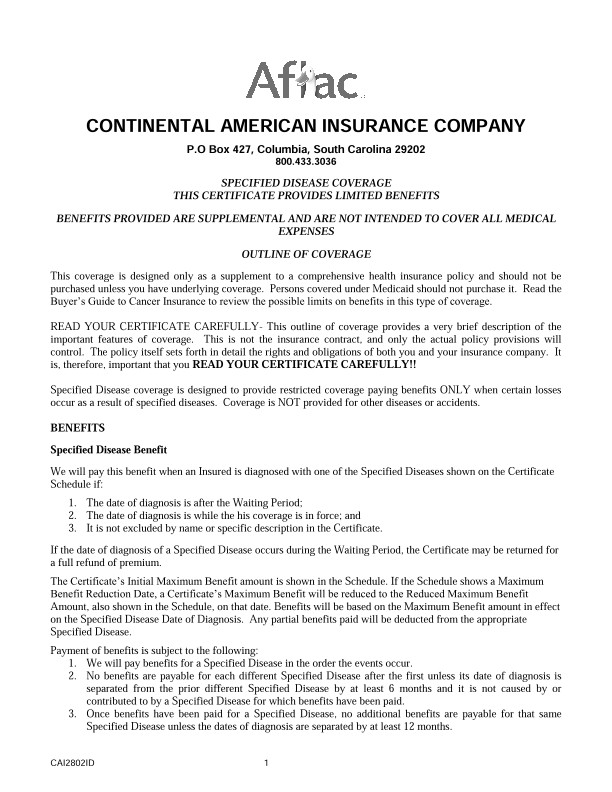 Aflac
CONTINENTAL AMERICAN INSURANCE COMPANY
P.O Box 427, Columbia, South Carolina 29202
800.433.3036
SPECIFIED DISEASE COVERAGE
THIS CERTIFICATE PROVIDES LIMITED BENEFITS
BENEFITS PROVIDED ARE SUPPLEMENTAL AND ARE NOT INTENDED TO COVER ALL MEDICAL
EXPENSES
OUTLINE OF COVERAGE
This coverage is designed only as a supplement to a comprehensive health insurance policy and should not be
purchased unless you have underlying coverage. Persons covered under Medicaid should not purchase it. Read the
Buyer's Guide to Cancer Insurance to review the possible limits on benefits in this type of coverage.
READ YOUR CERTIFICATE CAREFULLY- This outline of coverage provides a very brief description of the
important features of coverage. This is not the insurance contract, and only the actual policy provisions will
control. The policy itself sets forth in detail the rights and obligations of both you and your insurance company. It
is, therefore, important that you READ YOUR CERTIFICATE CAREFULLY!!
Specified Disease coverage is designed to provide restricted coverage paying benefits ONLY when certain losses
occur as a result of specified diseases. Coverage is NOT provided for other diseases or accidents.
BENEFITS
Specified Disease Benefit
We will pay this benefit when an Insured is diagnosed with one of the Specified Diseases shown on the Certificate
Schedule if:
1. The date of diagnosis is after the Waiting Period;
2. The date of diagnosis is while the his coverage is in force; and
3. It is not excluded by name or specific description in the Certificate.
If the date of diagnosis of a Specified Disease occurs during the Waiting Period, the Certificate may be returned for
a full refund of premium.
The Certificate's Initial Maximum Benefit amount is shown in the Schedule. If the Schedule shows a Maximum
Benefit Reduction Date, a Certificate's Maximum Benefit will be reduced to the Reduced Maximum Benefit
Amount, also shown in the Schedule, on that date. Benefits will be based on the Maximum Benefit amount in effect
on the Specified Disease Date of Diagnosis. Any partial benefits paid will be deducted from the appropriate
Specified Disease.
Payment of benefits is subject to the following:
1. We will pay benefits for a Specified Disease in the order the events occur.
2. No benefits are payable for each different Specified Disease after the first unless its date of diagnosis is
separated from the prior different Specified Disease by at least 6 months and it is not caused by or
contributed to by a Specified Disease for which benefits have been paid.
3. Once benefits have been paid for a Specified Disease, no additional benefits are payable for that same
Specified Disease unless the dates of diagnosis are separated by at least 12 months.
CAI2802ID 1